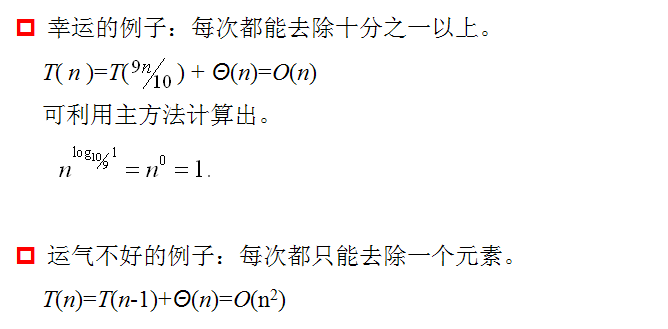 幸运的例子：每次都能去除十分之一以上。
T( n )=T(9n/10 ) + Θ(n)=O(n)
可利用主方法计算出。
n^{log_{10/9} 1} = n^0 = 1.
运气不好的例子：每次都只能去除一个元素。
T(n)=T(n-1)+Θ(n)=O(n²)